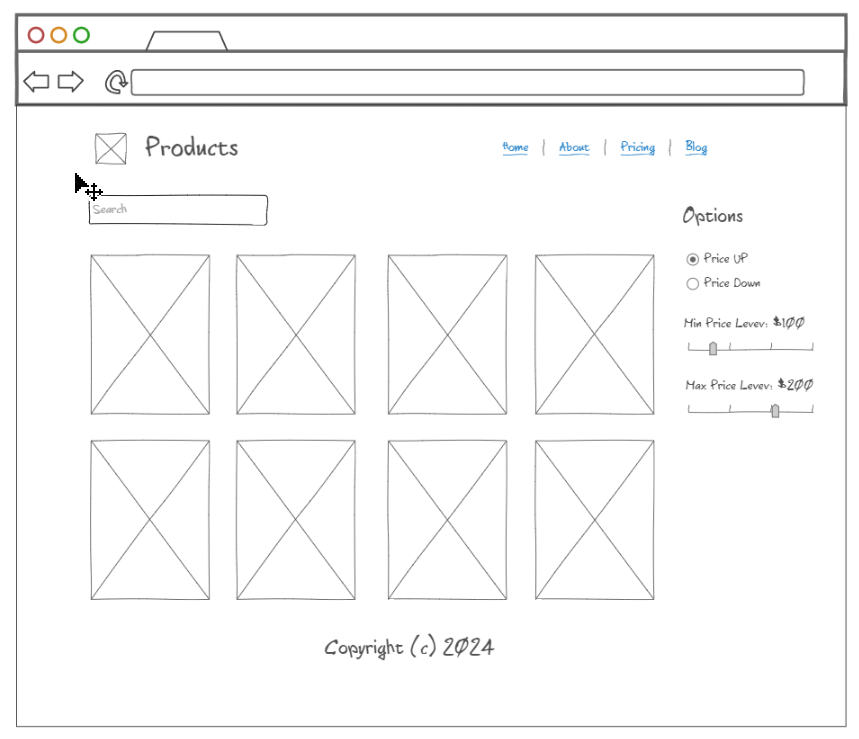 Products
Home | About | Pricing | Blog
Search
Options
Price UP
Price Down
Min Price Levev: $100
Max Price Levev: $200
Copyright (c) 2024